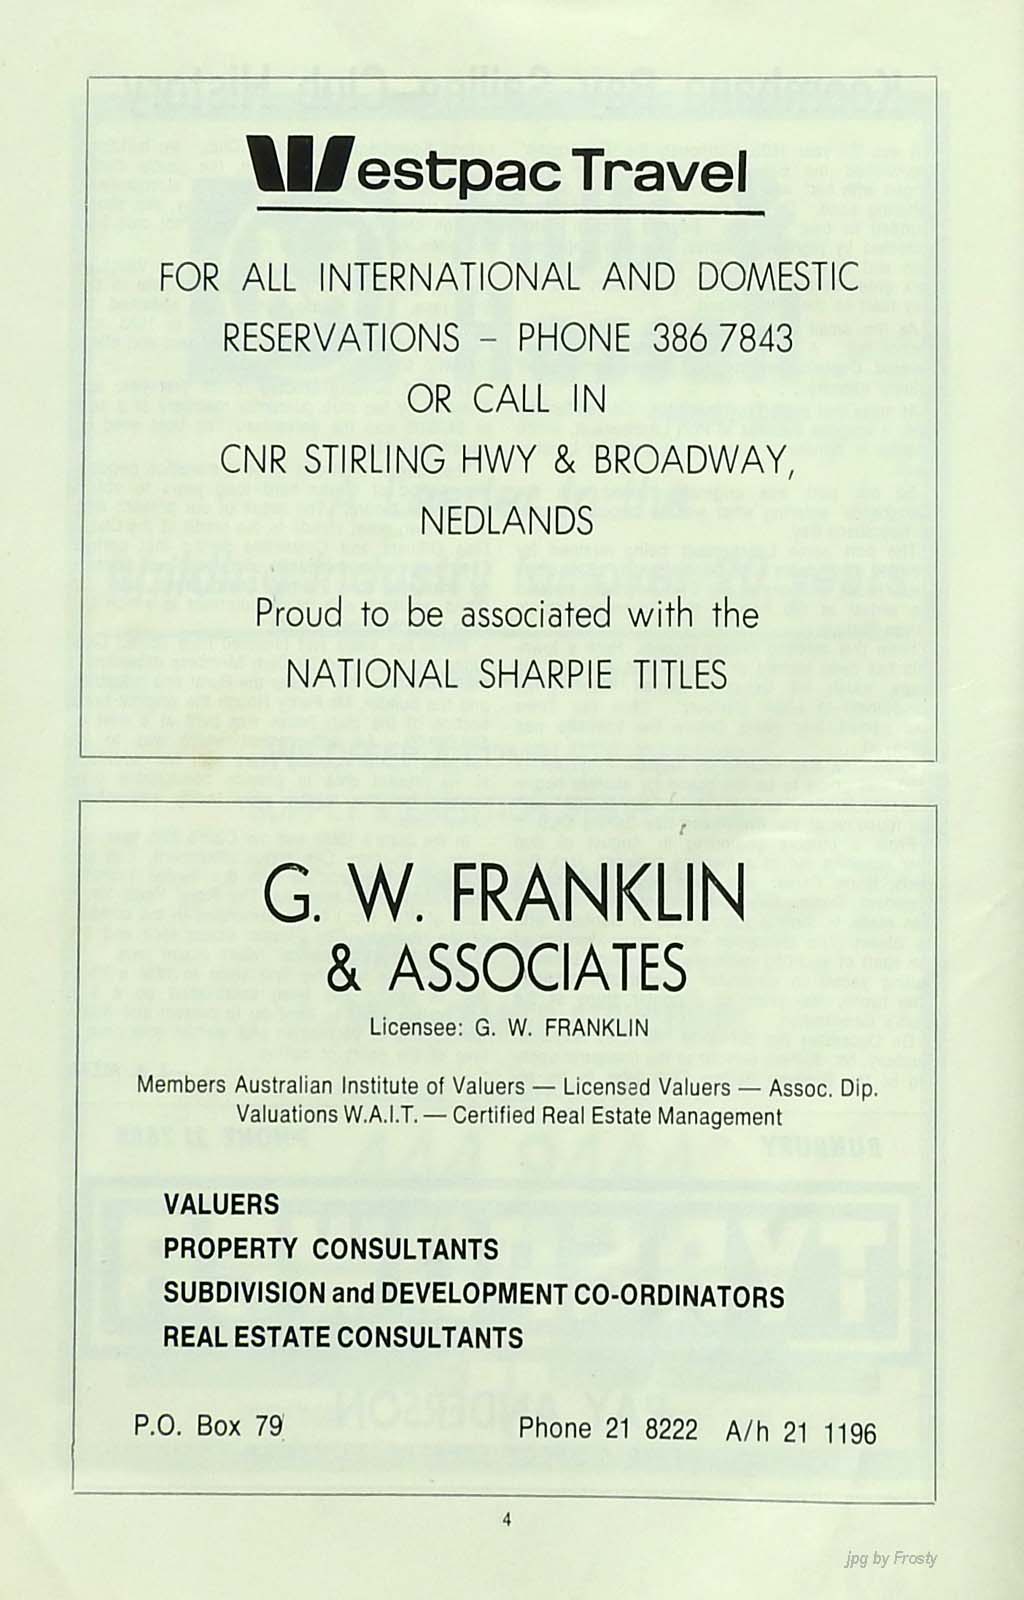 Westpac Travel
FOR ALL INTERNATIONAL AND DOMESTIC
RESERVATIONS – PHONE 386 7843
OR CALL IN
CNR STIRLING HWY & BROADWAY,
NEDLANDS
Proud to be associated with the
NATIONAL SHARPIE TITLES
G. W. FRANKLIN
& ASSOCIATES
Licensee: G. W. FRANKLIN
Members Australian Institute of Valuers — Licensed Valuers — Assoc. Dip.
Valuations W.A.I.T. — Certified Real Estate Management
VALUERS
PROPERTY CONSULTANTS
SUBDIVISION and DEVELOPMENT CO-ORDINATORS
REAL ESTATE CONSULTANTS
P.O. Box 79 Phone 21 8222 A/h 21 1196
4
jpg by Frosty